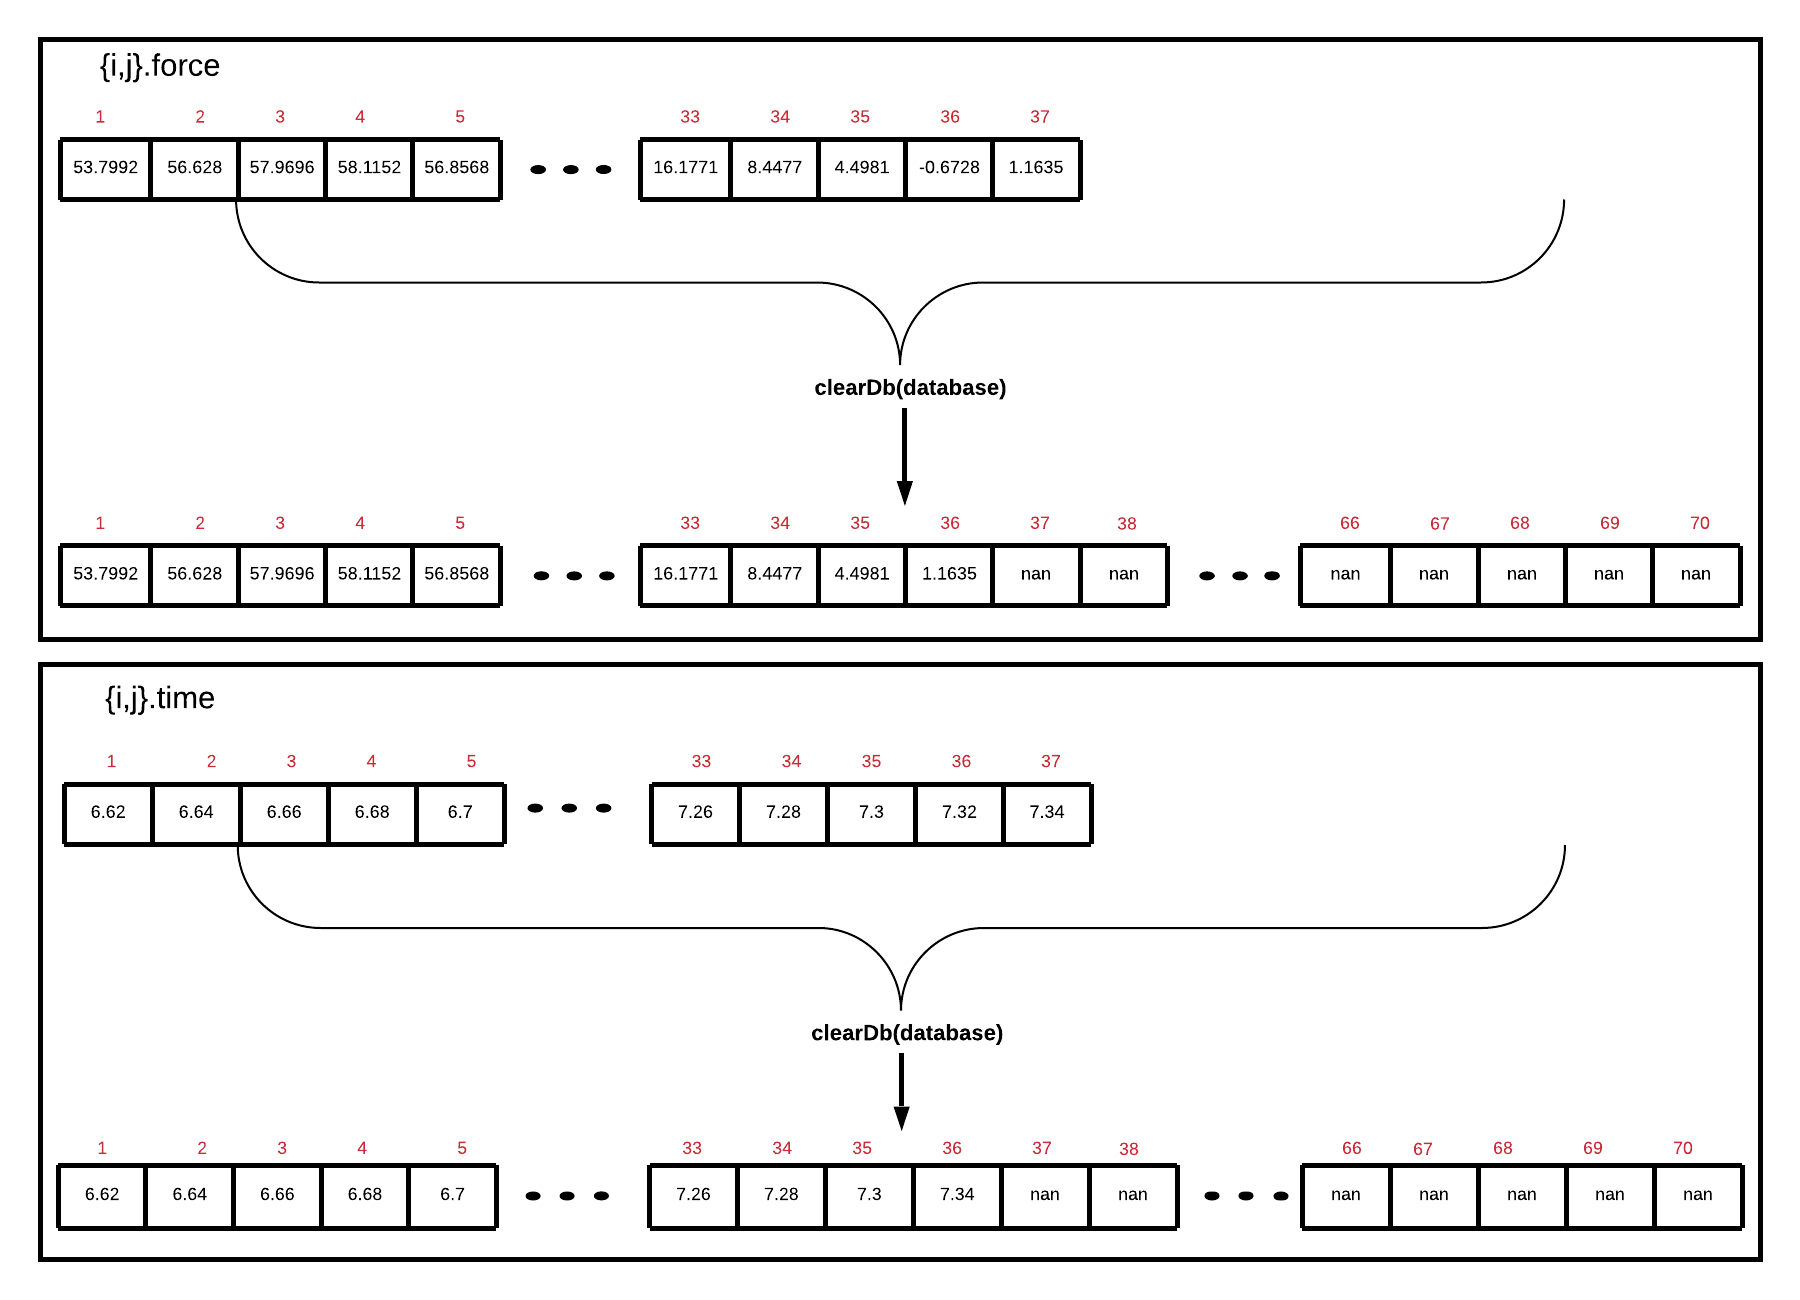 {i,j}.force
1 2 3 4 5 33 34 35 36 37
53.7992 56.628 57.9696 58.1152 56.8568 16.1771 8.4477 4.4981 -0.6728 1.1635
clearDb(database)
1 2 3 4 5 33 34 35 36 37 38 66 67 68 69 70
53.7992 56.628 57.9696 58.1152 56.8568 16.1771 8.4477 4.4981 1.1635 nan nan nan nan nan nan nan
{i,j}.time
1 2 3 4 5 33 34 35 36 37
6.62 6.64 6.66 6.68 6.7 7.26 7.28 7.3 7.32 7.34
clearDb(database)
1 2 3 4 5 33 34 35 36 37 38 66 67 68 69 70
6.62 6.64 6.66 6.68 6.7 7.26 7.28 7.3 7.34 nan nan nan nan nan nan nan